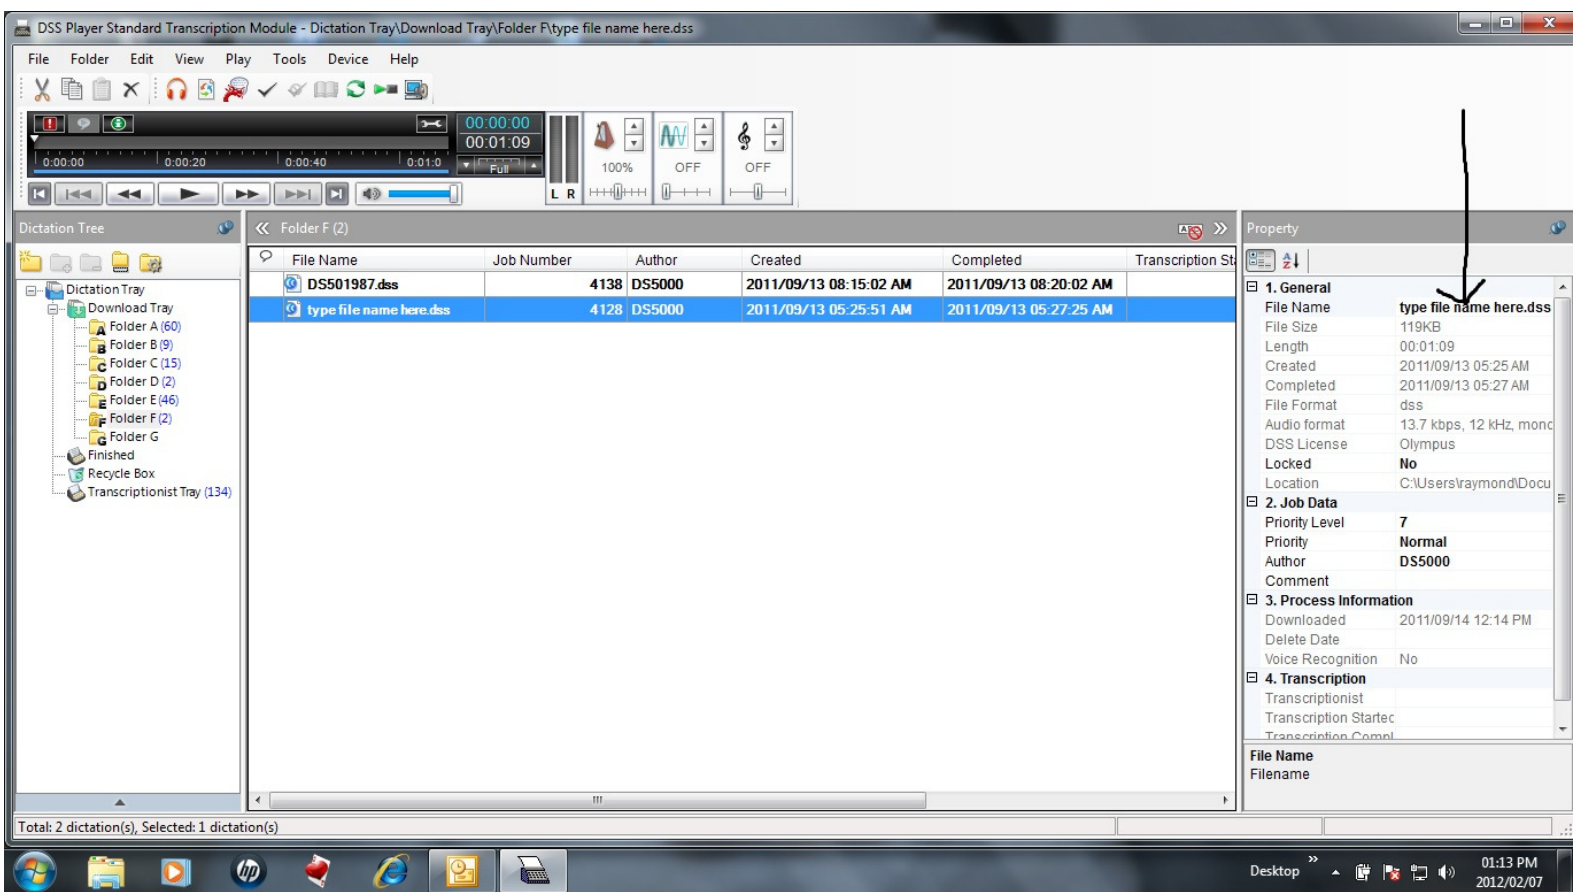 DSS Player Standard Transcription Module - Dictation Tray\Download Tray\Folder F\type file name here.dss
File Folder Edit View Play Tools Device Help
00:00:00
00:01:09
0:00:00 0:00:20 0:00:40 0:01:0
Full
L R
100% OFF OFF
Dictation Tree
Folder F (2)
Property
File Name Job Number Author Created Completed Transcription St
DS501987.dss 4138 DS5000 2011/09/13 08:15:02 AM 2011/09/13 08:20:02 AM
type file name here.dss 4128 DS5000 2011/09/13 05:25:51 AM 2011/09/13 05:27:25 AM
Dictation Tray
Download Tray
A Folder A (60)
B Folder B (9)
C Folder C (15)
D Folder D (2)
E Folder E (46)
F Folder F (2)
G Folder G
Finished
Recycle Box
Transcriptionist Tray (134)
A
Z
1. General
File Name type file name here.dss
File Size 119KB
Length 00:01:09
Created 2011/09/13 05:25 AM
Completed 2011/09/13 05:27 AM
File Format dss
Audio format 13.7 kbps, 12 kHz, mono
DSS License Olympus
Locked No
Location C:\Users\raymond\Docu
2. Job Data
Priority Level 7
Priority Normal
Author DS5000
Comment
3. Process Information
Downloaded 2011/09/14 12:14 PM
Delete Date
Voice Recognition No
4. Transcription
Transcriptionist
Transcription Started
Transcription Compl
File Name
Filename
Total: 2 dictation(s), Selected: 1 dictation(s)
hp
Desktop
01:13 PM
2012/02/07